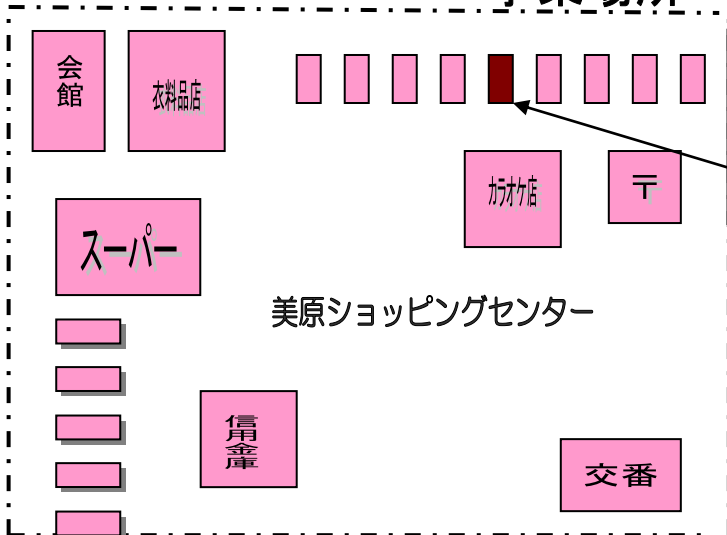 会館
衣料品店
カラオケ店
〒
スーパー
美原ショッピングセンター
信用金庫
交番